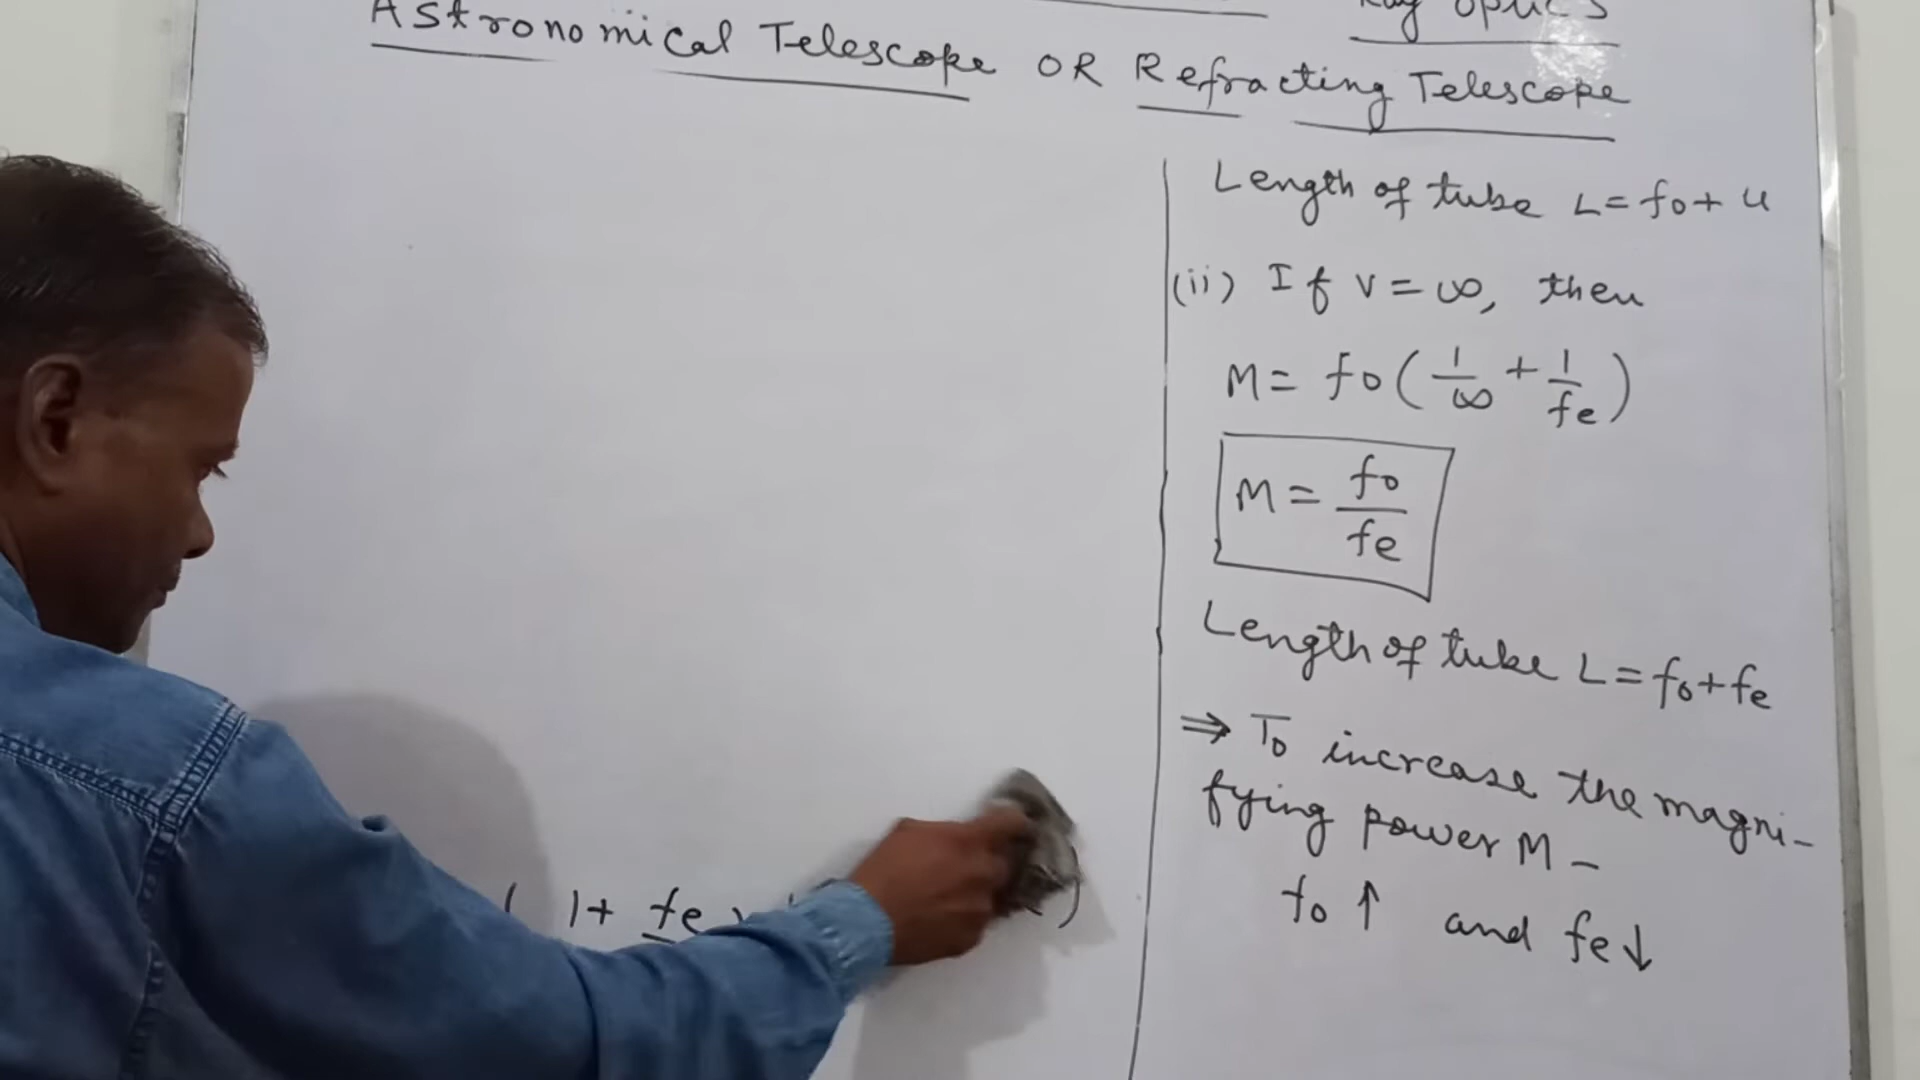 Ray Optics
Astronomical Telescope OR Refracting Telescope
Length of tube L = fo + u
(ii) If v = ∞, then
M = fo ( 1/∞ + 1/fe )
M = fo/fe
Length of tube L = fo + fe
⇒ To increase the magni-
fying power M -
fo ↑ and fe ↓
( 1 + fe